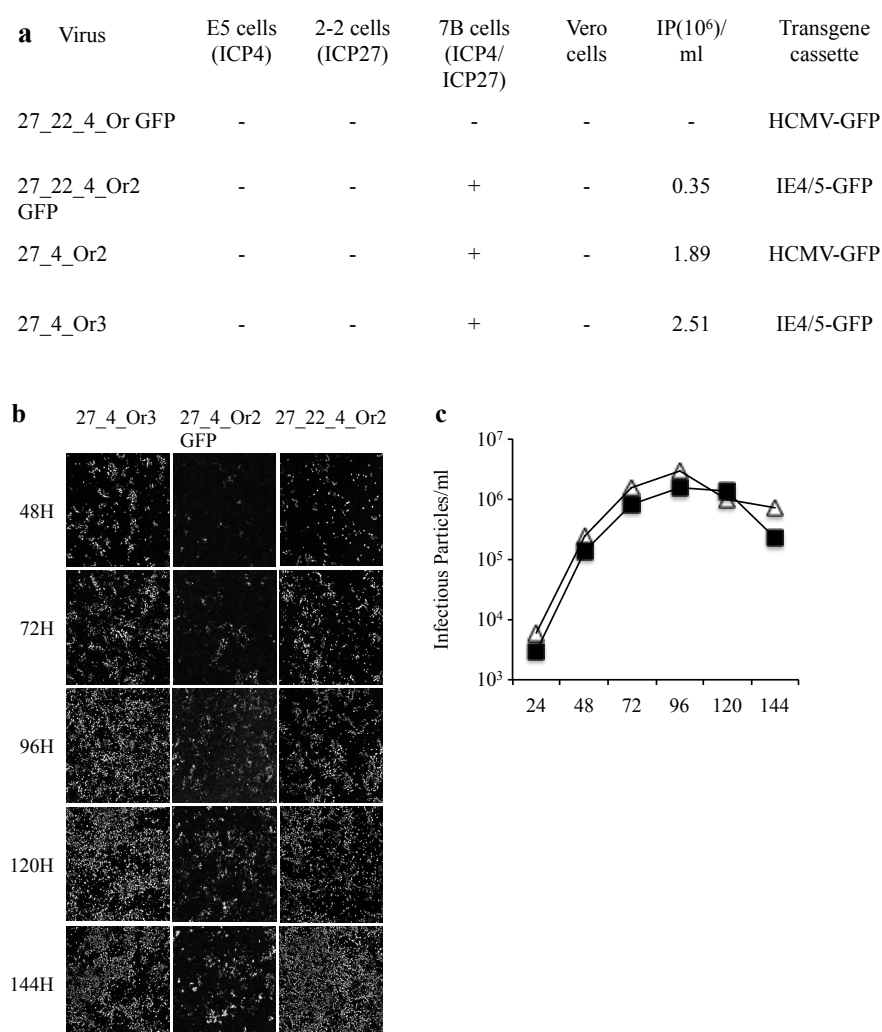 a Virus E5 cells 2-2 cells 7B cells Vero IP(10⁶)/ Transgene
(ICP4) (ICP27) (ICP4/ cells ml cassette
ICP27)
27_22_4_Or GFP - - - - - HCMV-GFP
27_22_4_Or2 - - + - 0.35 IE4/5-GFP
GFP
27_4_Or2 - - + - 1.89 HCMV-GFP
27_4_Or3 - - + - 2.51 IE4/5-GFP
b
27_4_Or3 27_4_Or2 27_22_4_Or2
GFP
48H
72H
96H
120H
144H
c
Infectious Particles/ml
10⁷
10⁶
10⁵
10⁴
10³
24 48 72 96 120 144